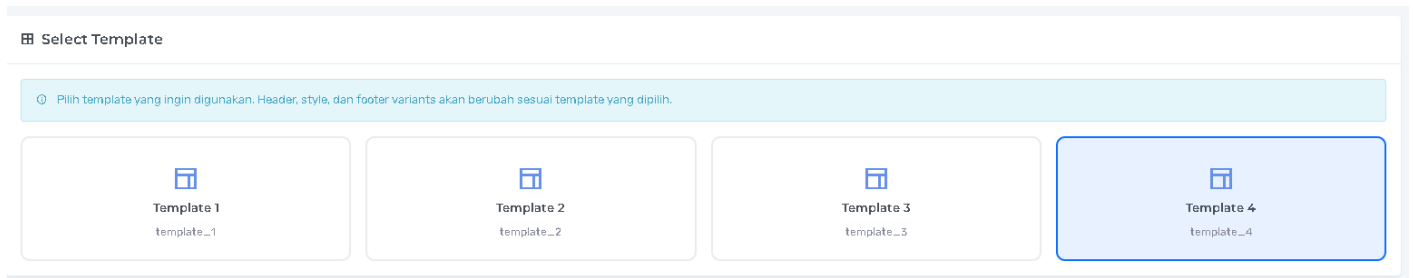 Select Template
Pilih template yang ingin digunakan. Header, style, dan footer variants akan berubah sesuai template yang dipilih.
Template 1
template_1
Template 2
template_2
Template 3
template_3
Template 4
template_4